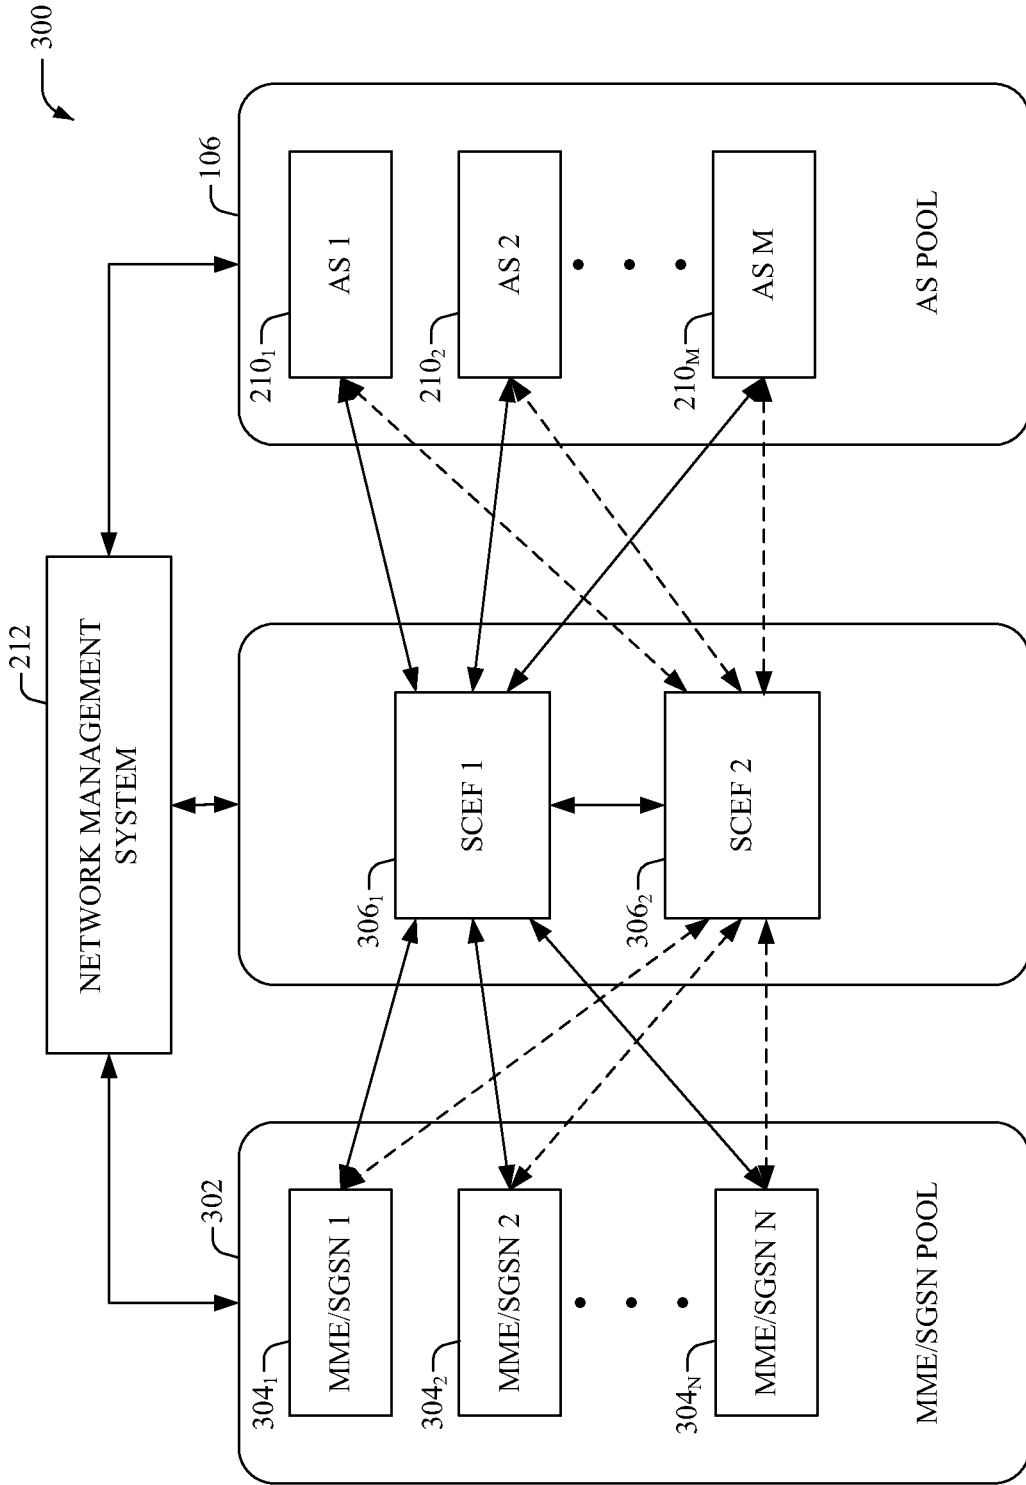 300
212
NETWORK MANAGEMENT
SYSTEM
302
106
304₁
MME/SGSN 1
304₂
MME/SGSN 2
304N
MME/SGSN N
MME/SGSN POOL
306₁
SCEF 1
306₂
SCEF 2
210₁
AS 1
210₂
AS 2
210M
AS M
AS POOL